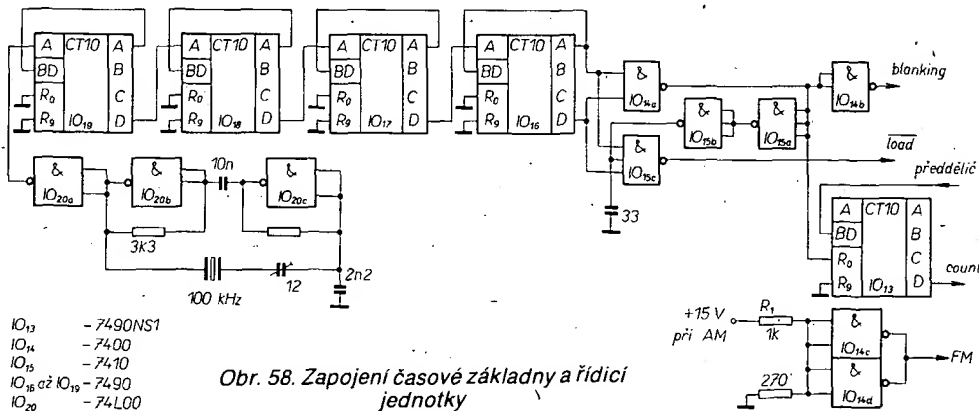 A CT10 A
BD B
R0 C
R9 IO19 D
A CT10 A
BD B
R0 C
R9 IO18 D
A CT10 A
BD B
R0 C
R9 IO17 D
A CT10 A
BD B
R0 C
R9 IO16 D
&
IO14a
&
IO14b
blanking
&
IO15b
&
IO15a
&
IO15c
load
předdělič
33
&
IO20a
&
IO20b
10n
&
IO20c
3k3
100 kHz
12
2n2
A CT10 A
BD B
R0 C
R9 IO13 D
count
+15 V
při AM
R1
1k
270
&
IO14c
&
IO14d
FM
IO13 - 7490NS1
IO14 - 7400
IO15 - 7410
IO16 až IO19 - 7490
IO20 - 74L00
Obr. 58. Zapojení časové základny a řídicí
jednotky